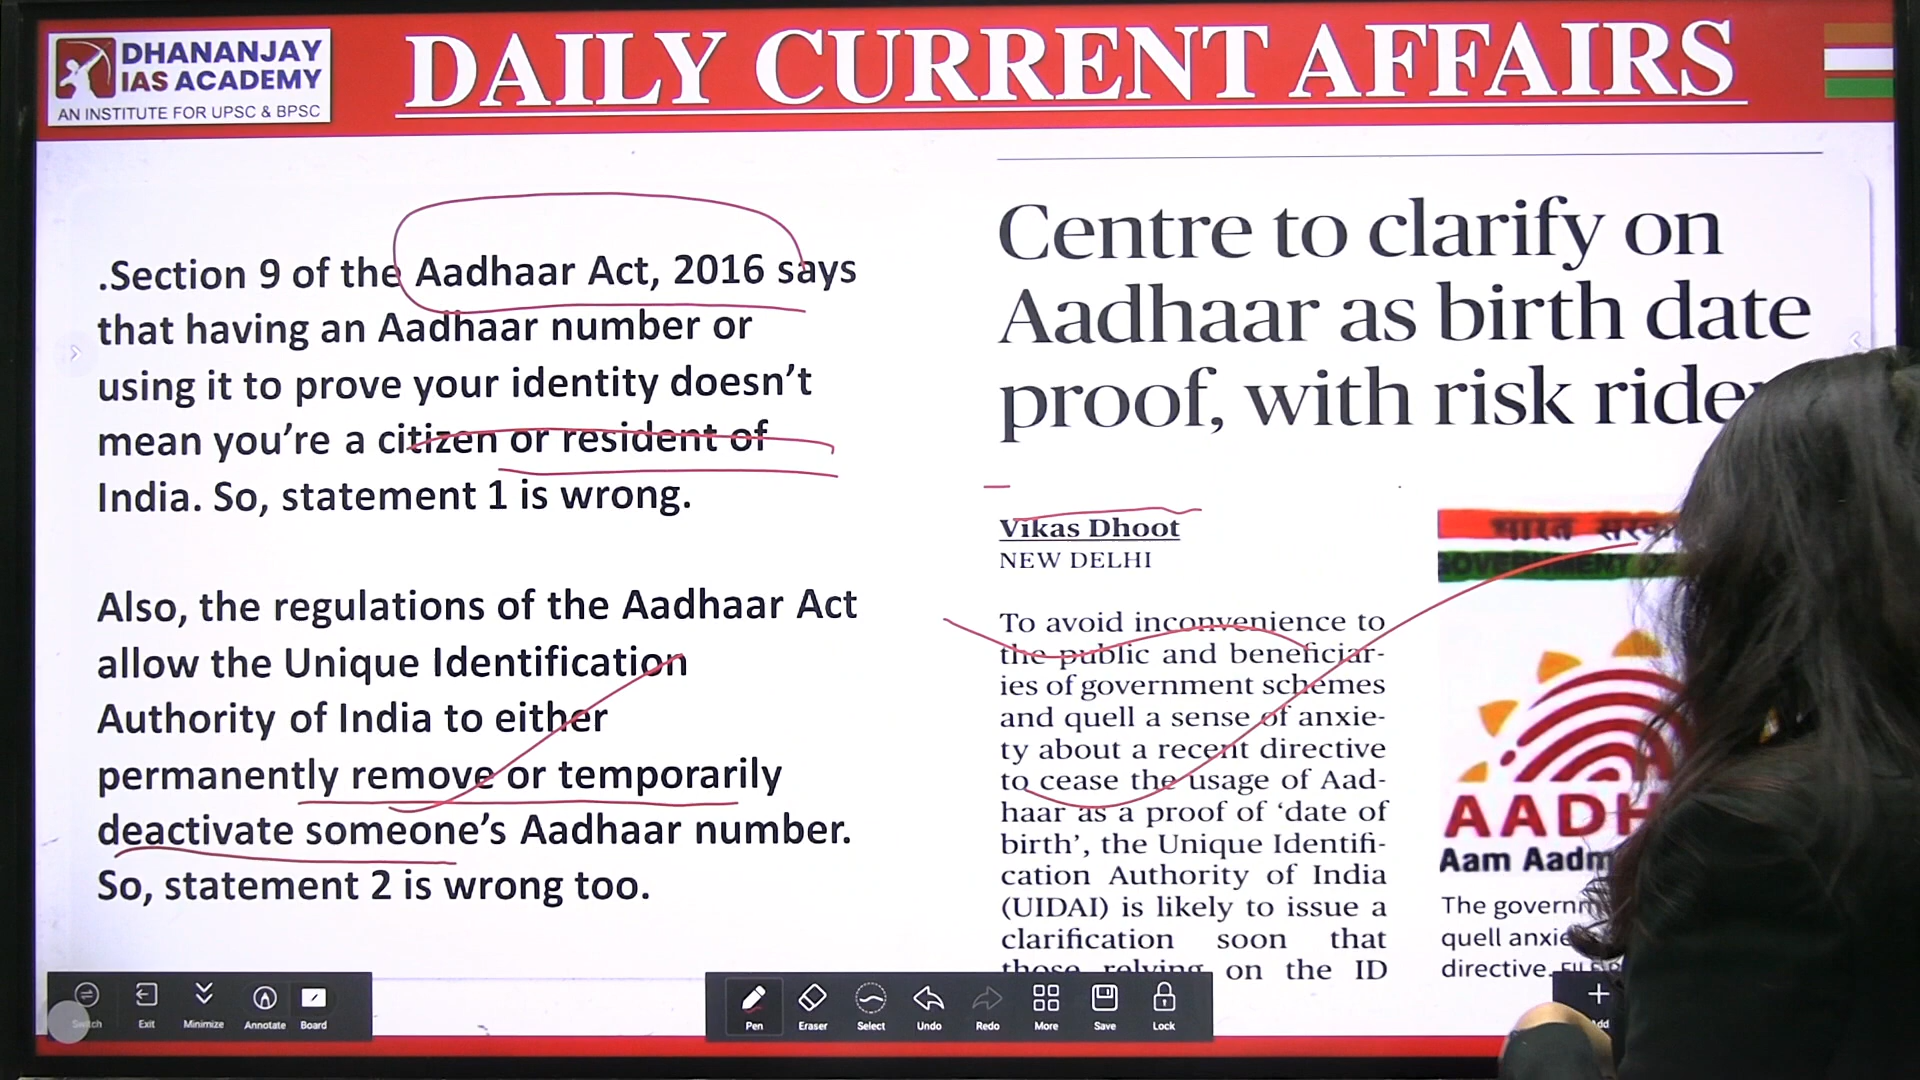 DHANANJAY
IAS ACADEMY
AN INSTITUTE FOR UPSC & BPSC
DAILY CURRENT AFFAIRS
.Section 9 of the Aadhaar Act, 2016 says
that having an Aadhaar number or
using it to prove your identity doesn't
mean you're a citizen or resident of
India. So, statement 1 is wrong.
Also, the regulations of the Aadhaar Act
allow the Unique Identification
Authority of India to either
permanently remove or temporarily
deactivate someone's Aadhaar number.
So, statement 2 is wrong too.
Centre to clarify on
Aadhaar as birth date
proof, with risk
Vikas Dhoot
NEW DELHI
To avoid inconvenience to
the public and beneficiar-
ies of government schemes
and quell a sense of anxie-
ty about a recent directive
to cease the usage of Aad-
haar as a proof of 'date of
birth', the Unique Identifi-
cation Authority of India
(UIDAI) is likely to issue a
clarification soon that
those relying on the ID
भारत
GOVERNMENT
AADH
Aam
The
quell
directive.
Switch
Exit
Minimize
Annotate
Board
Pen
Eraser
Select
Undo
Redo
More
Save
Lock